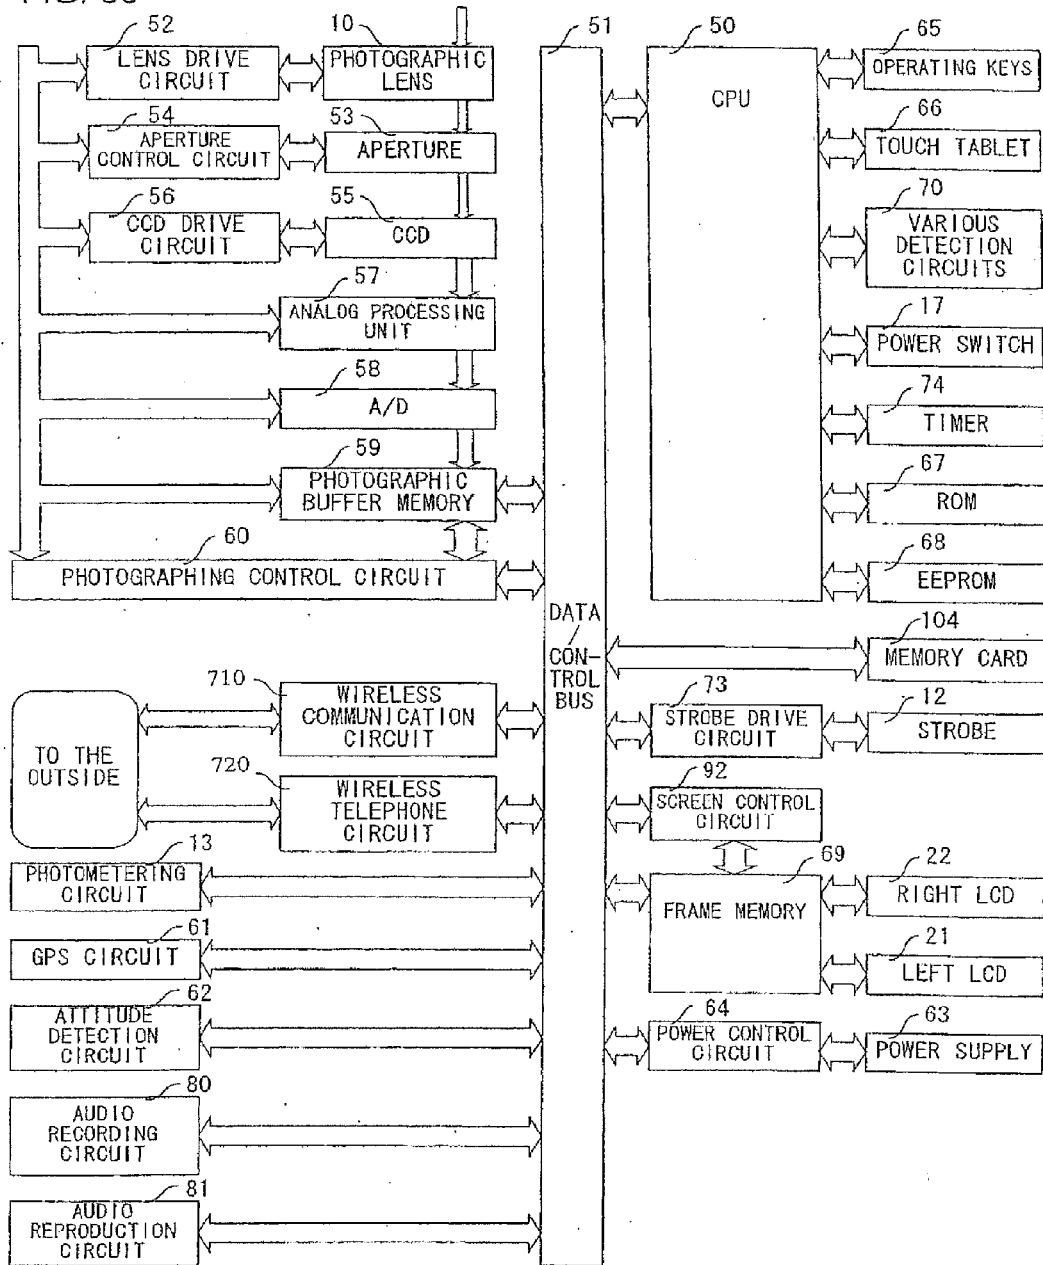 52
LENS DRIVE
CIRCUIT
10
PHOTOGRAPHIC
LENS
54
APERTURE
CONTROL CIRCUIT
53
APERTURE
56
CCD DRIVE
CIRCUIT
55
CCD
57
ANALOG PROCESSING
UNIT
58
A/D
59
PHOTOGRAPHIC
BUFFER MEMORY
60
PHOTOGRAPHING CONTROL CIRCUIT
TO THE
OUTSIDE
710
WIRELESS
COMMUNICATION
CIRCUIT
720
WIRELESS
TELEPHONE
CIRCUIT
13
PHOTOMETERING
CIRCUIT
61
GPS CIRCUIT
62
ATTITUDE
DETECTION
CIRCUIT
80
AUDIO
RECORDING
CIRCUIT
81
AUDIO
REPRODUCTION
CIRCUIT
51
DATA
/
CON-
TROL
BUS
50
CPU
65
OPERATING KEYS
66
TOUCH TABLET
70
VARIOUS
DETECTION
CIRCUITS
17
POWER SWITCH
74
TIMER
67
ROM
68
EEPROM
104
MEMORY CARD
73
STROBE DRIVE
CIRCUIT
12
STROBE
92
SCREEN CONTROL
CIRCUIT
69
FRAME MEMORY
22
RIGHT LCD
21
LEFT LCD
64
POWER CONTROL
CIRCUIT
63
POWER SUPPLY